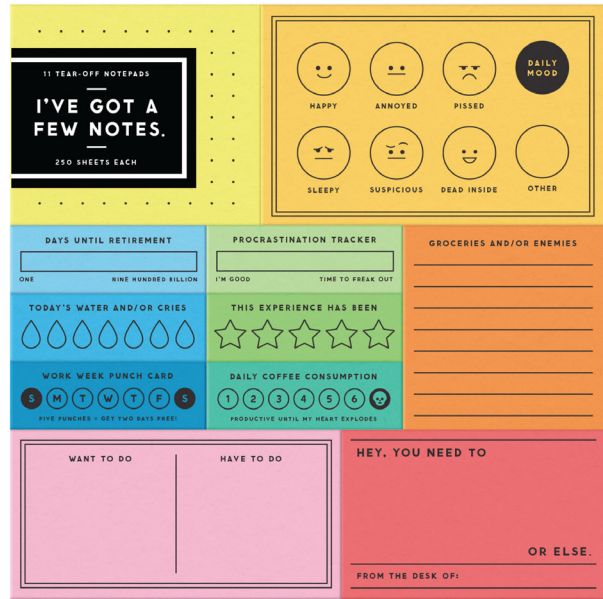 11 TEAR-OFF NOTEPADS
I'VE GOT A
FEW NOTES.
250 SHEETS EACH
DAILY
MOOD
HAPPY
ANNOYED
PISSED
SLEEPY
SUSPICIOUS
DEAD INSIDE
OTHER
DAYS UNTIL RETIREMENT
ONE
NINE HUNDRED BILLION
PROCRASTINATION TRACKER
I'M GOOD
TIME TO FREAK OUT
GROCERIES AND/OR ENEMIES
TODAY'S WATER AND/OR CRIES
THIS EXPERIENCE HAS BEEN
WORK WEEK PUNCH CARD
S M T W T F S
FIVE PUNCHES = GET TWO DAYS FREE!
DAILY COFFEE CONSUMPTION
1 2 3 4 5 6
PRODUCTIVE UNTIL MY HEART EXPLODES
WANT TO DO
HAVE TO DO
HEY, YOU NEED TO
OR ELSE.
FROM THE DESK OF: